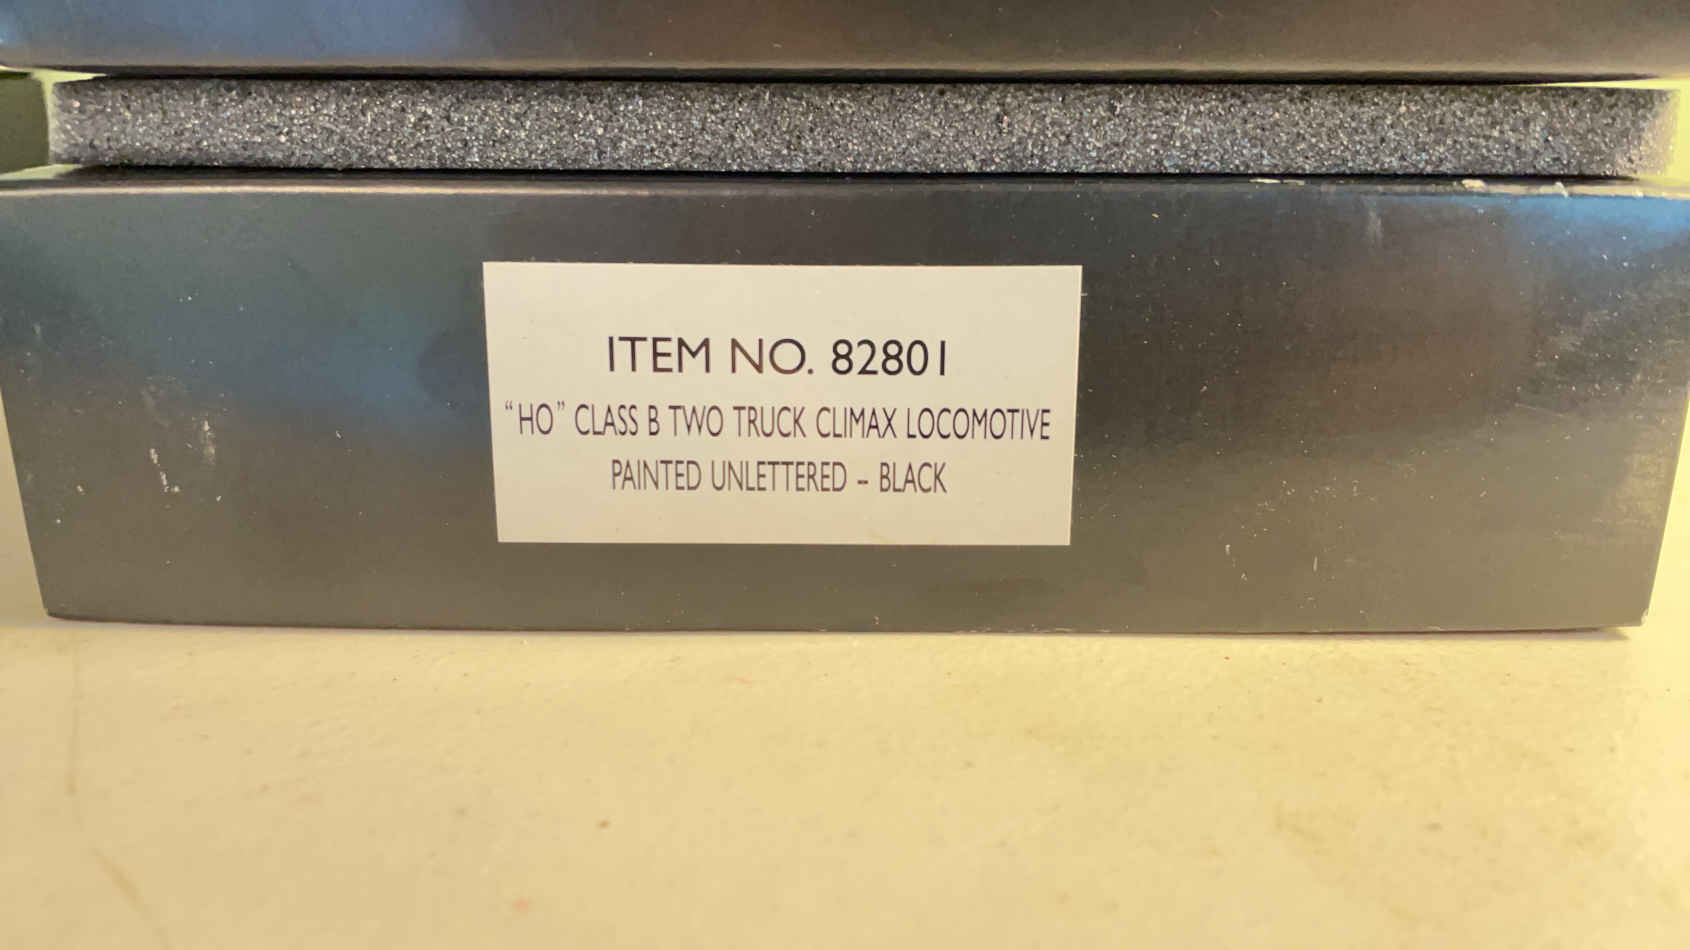 ITEM NO. 82801
“HO” CLASS B TWO TRUCK CLIMAX LOCOMOTIVE
PAINTED UNLETTERED – BLACK